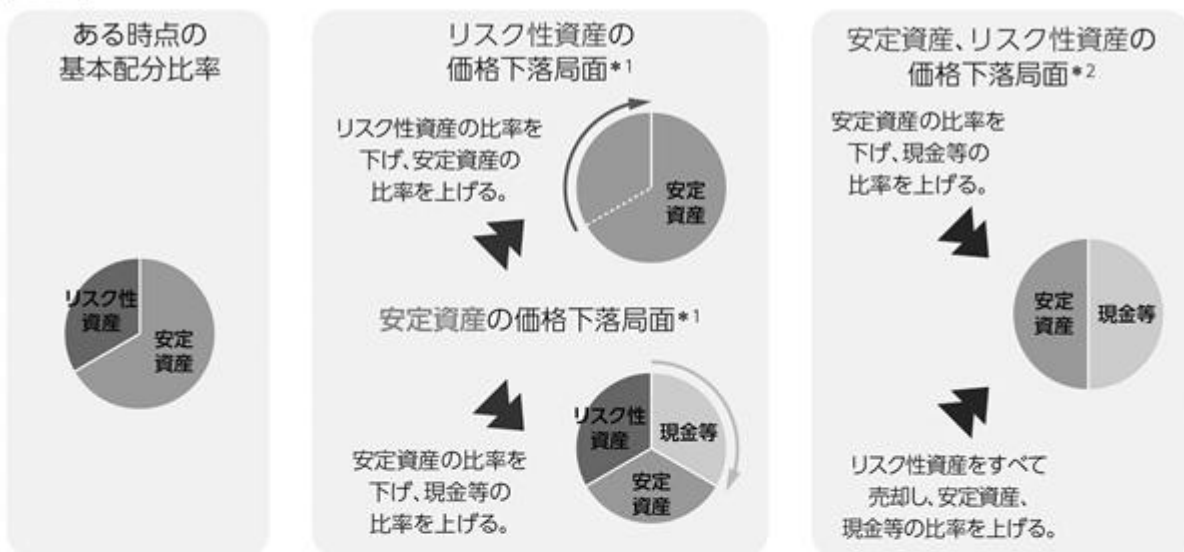 ある時点の
基本配分比率
リスク性
資産
安定
資産
リスク性資産の
価格下落局面*1
リスク性資産の比率を
下げ、安定資産の
比率を上げる。
安定
資産
安定資産の価格下落局面*1
安定資産の比率を
下げ、現金等の
比率を上げる。
リスク性
資産
現金等
安定
資産
安定資産、リスク性資産の
価格下落局面*2
安定資産の比率を
下げ、現金等の
比率を上げる。
安定
資産
現金等
リスク性資産をすべて
売却し、安定資産、
現金等の比率を上げる。